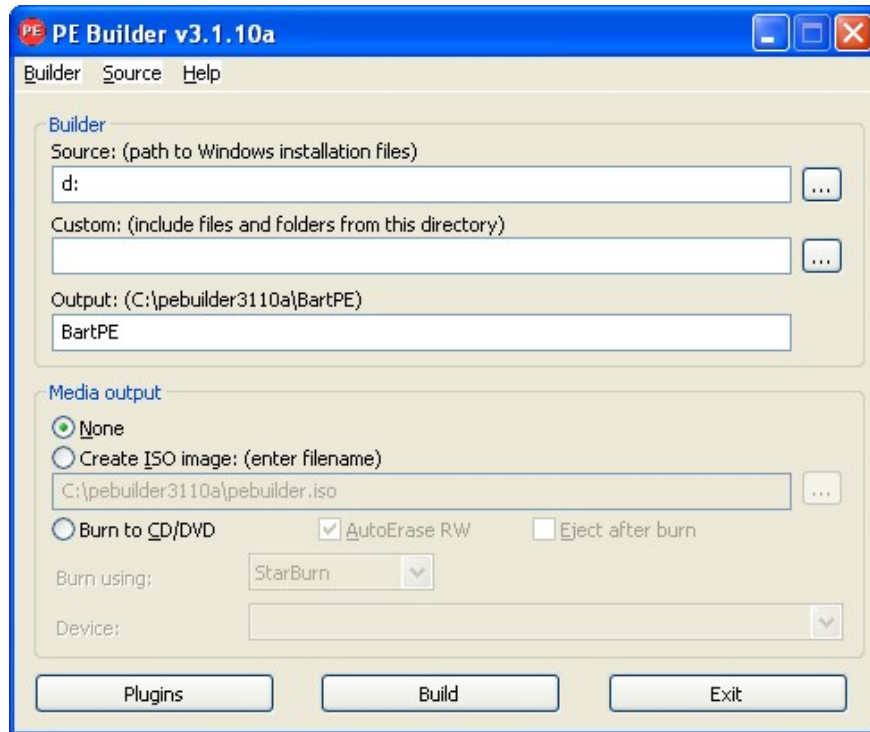 PE PE Builder v3.1.10a
Builder Source Help
Builder
Source: (path to Windows installation files)
d:
...
Custom: (include files and folders from this directory)
...
Output: (C:\pebuilder3110a\BartPE)
BartPE
Media output
None
Create ISO image: (enter filename)
C:\pebuilder3110a\pebuilder.iso
...
Burn to CD/DVD AutoErase RW Eject after burn
Burn using: StarBurn
Device:
Plugins Build Exit